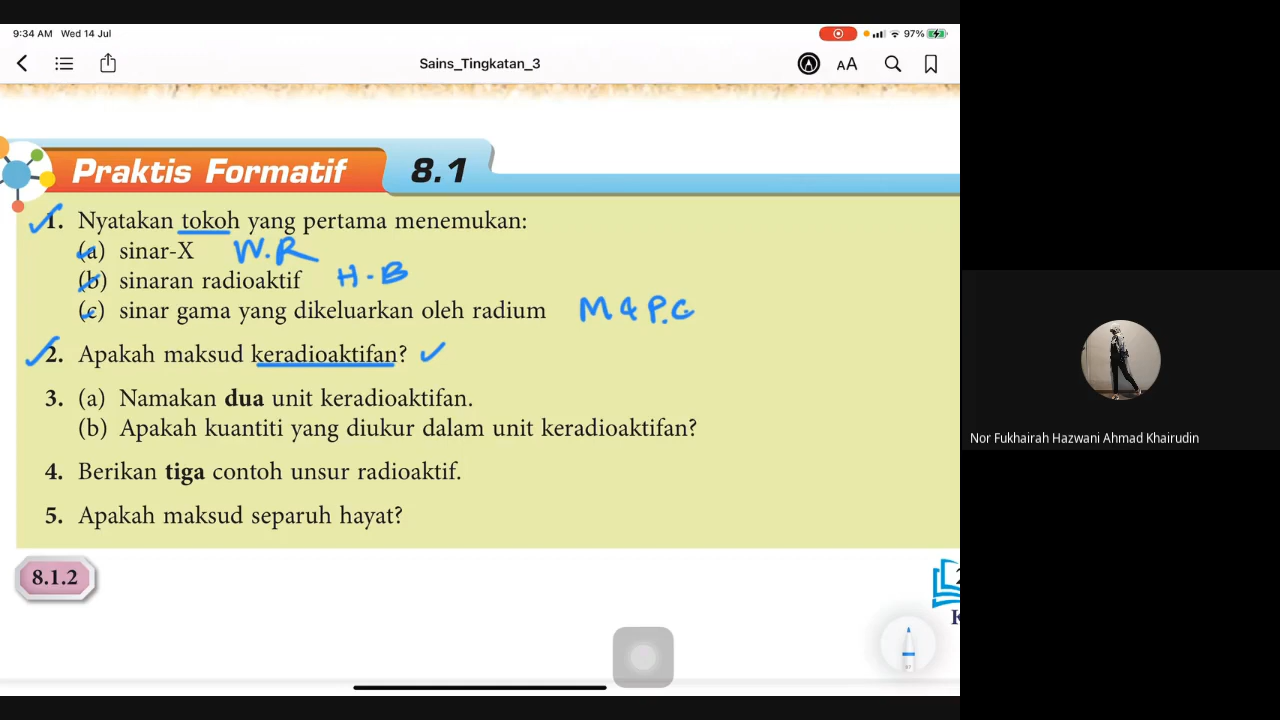 9:34 AM Wed 14 Jul
97%
Sains_Tingkatan_3
AA
Praktis Formatif 8.1
1. Nyatakan tokoh yang pertama menemukan:
(a) sinar-X W.R
(b) sinaran radioaktif H-B
(c) sinar gama yang dikeluarkan oleh radium M & P.C
2. Apakah maksud keradioaktifan?
3. (a) Namakan dua unit keradioaktifan.
(b) Apakah kuantiti yang diukur dalam unit keradioaktifan?
4. Berikan tiga contoh unsur radioaktif.
5. Apakah maksud separuh hayat?
8.1.2
Nor Fukhairah Hazwani Ahmad Khairudin